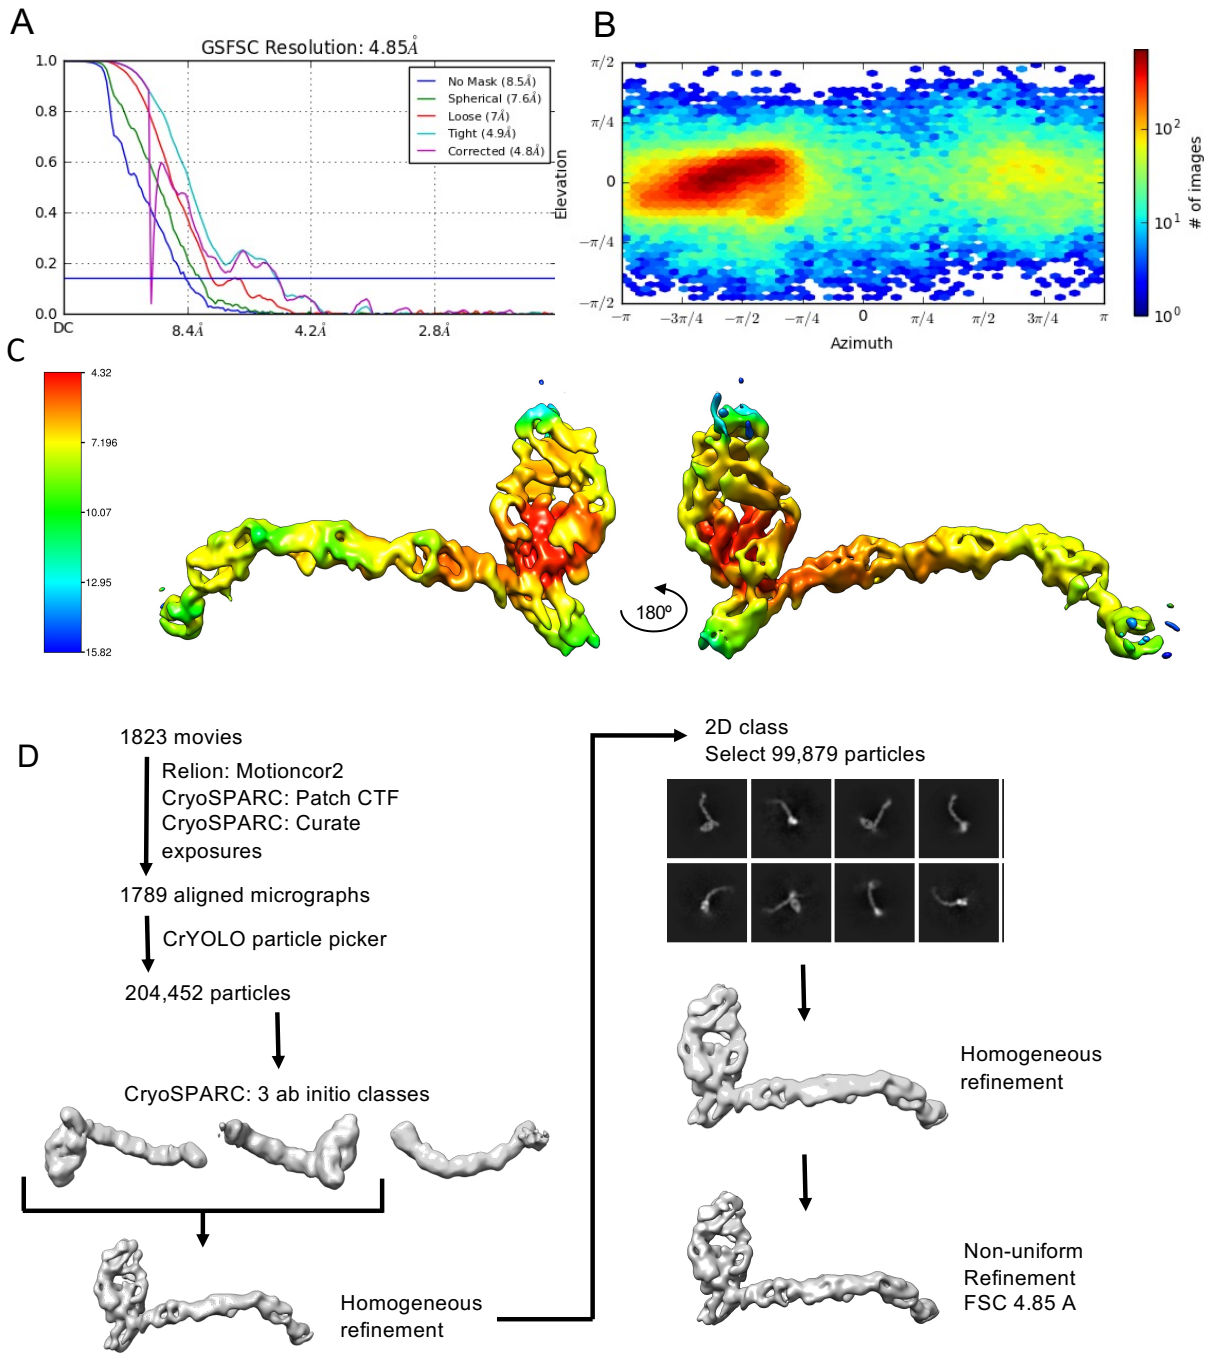 A
GSFSC Resolution: 4.85Å
1.0
0.8
0.6
0.4
0.2
0.0
DC
8.4Å
4.2Å
2.8Å
No Mask (8.5Å)
Spherical (7.6Å)
Loose (7Å)
Tight (4.9Å)
Corrected (4.8Å)
B
Elevation
π/2
π/4
0
−π/4
−π/2
−π
−3π/4
−π/2
−π/4
0
π/4
π/2
3π/4
π
Azimuth
10²
10¹
10⁰
# of images
C
4.32
7.196
10.07
12.95
15.82
180º
D
1823 movies
Relion: Motioncor2
CryoSPARC: Patch CTF
CryoSPARC: Curate
exposures
1789 aligned micrographs
CrYOLO particle picker
204,452 particles
CryoSPARC: 3 ab initio classes
Homogeneous
refinement
2D class
Select 99,879 particles
Homogeneous
refinement
Non-uniform
Refinement
FSC 4.85 A